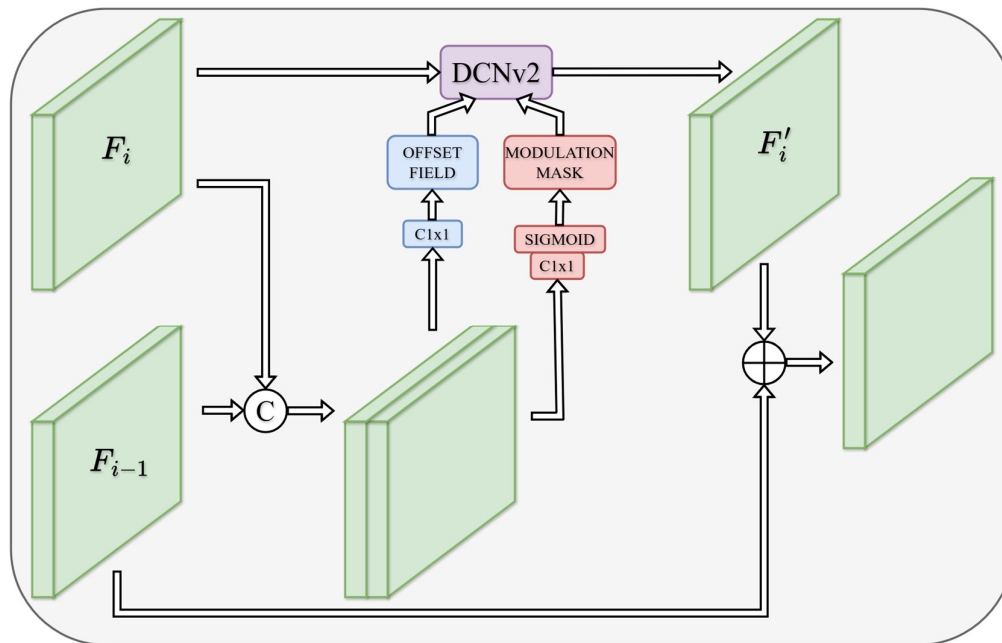 DCNv2
F_i
OFFSET
FIELD
MODULATION
MASK
F_i'
C1x1
SIGMOID
C1x1
C
F_{i-1}